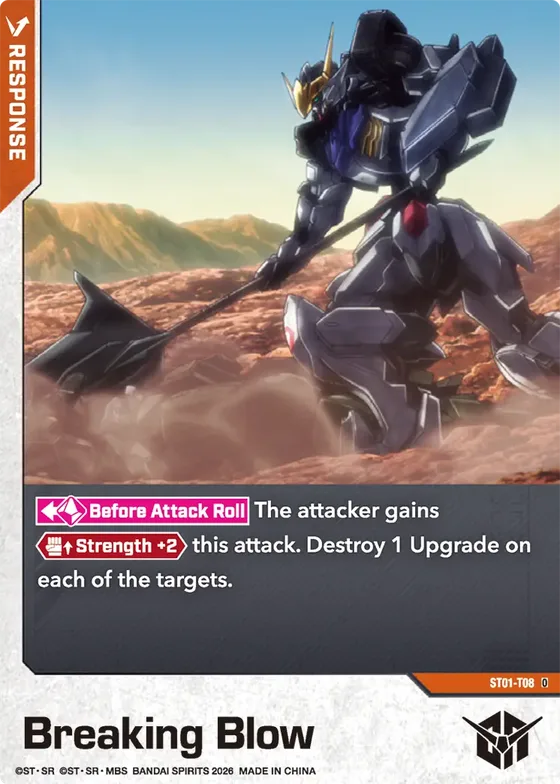 RESPONSE
Before Attack Roll The attacker gains
Strength +2 this attack. Destroy 1 Upgrade on
each of the targets.
ST01-T08 0
Breaking Blow
©ST・SR ©ST・SR・MBS BANDAI SPIRITS 2026 MADE IN CHINA